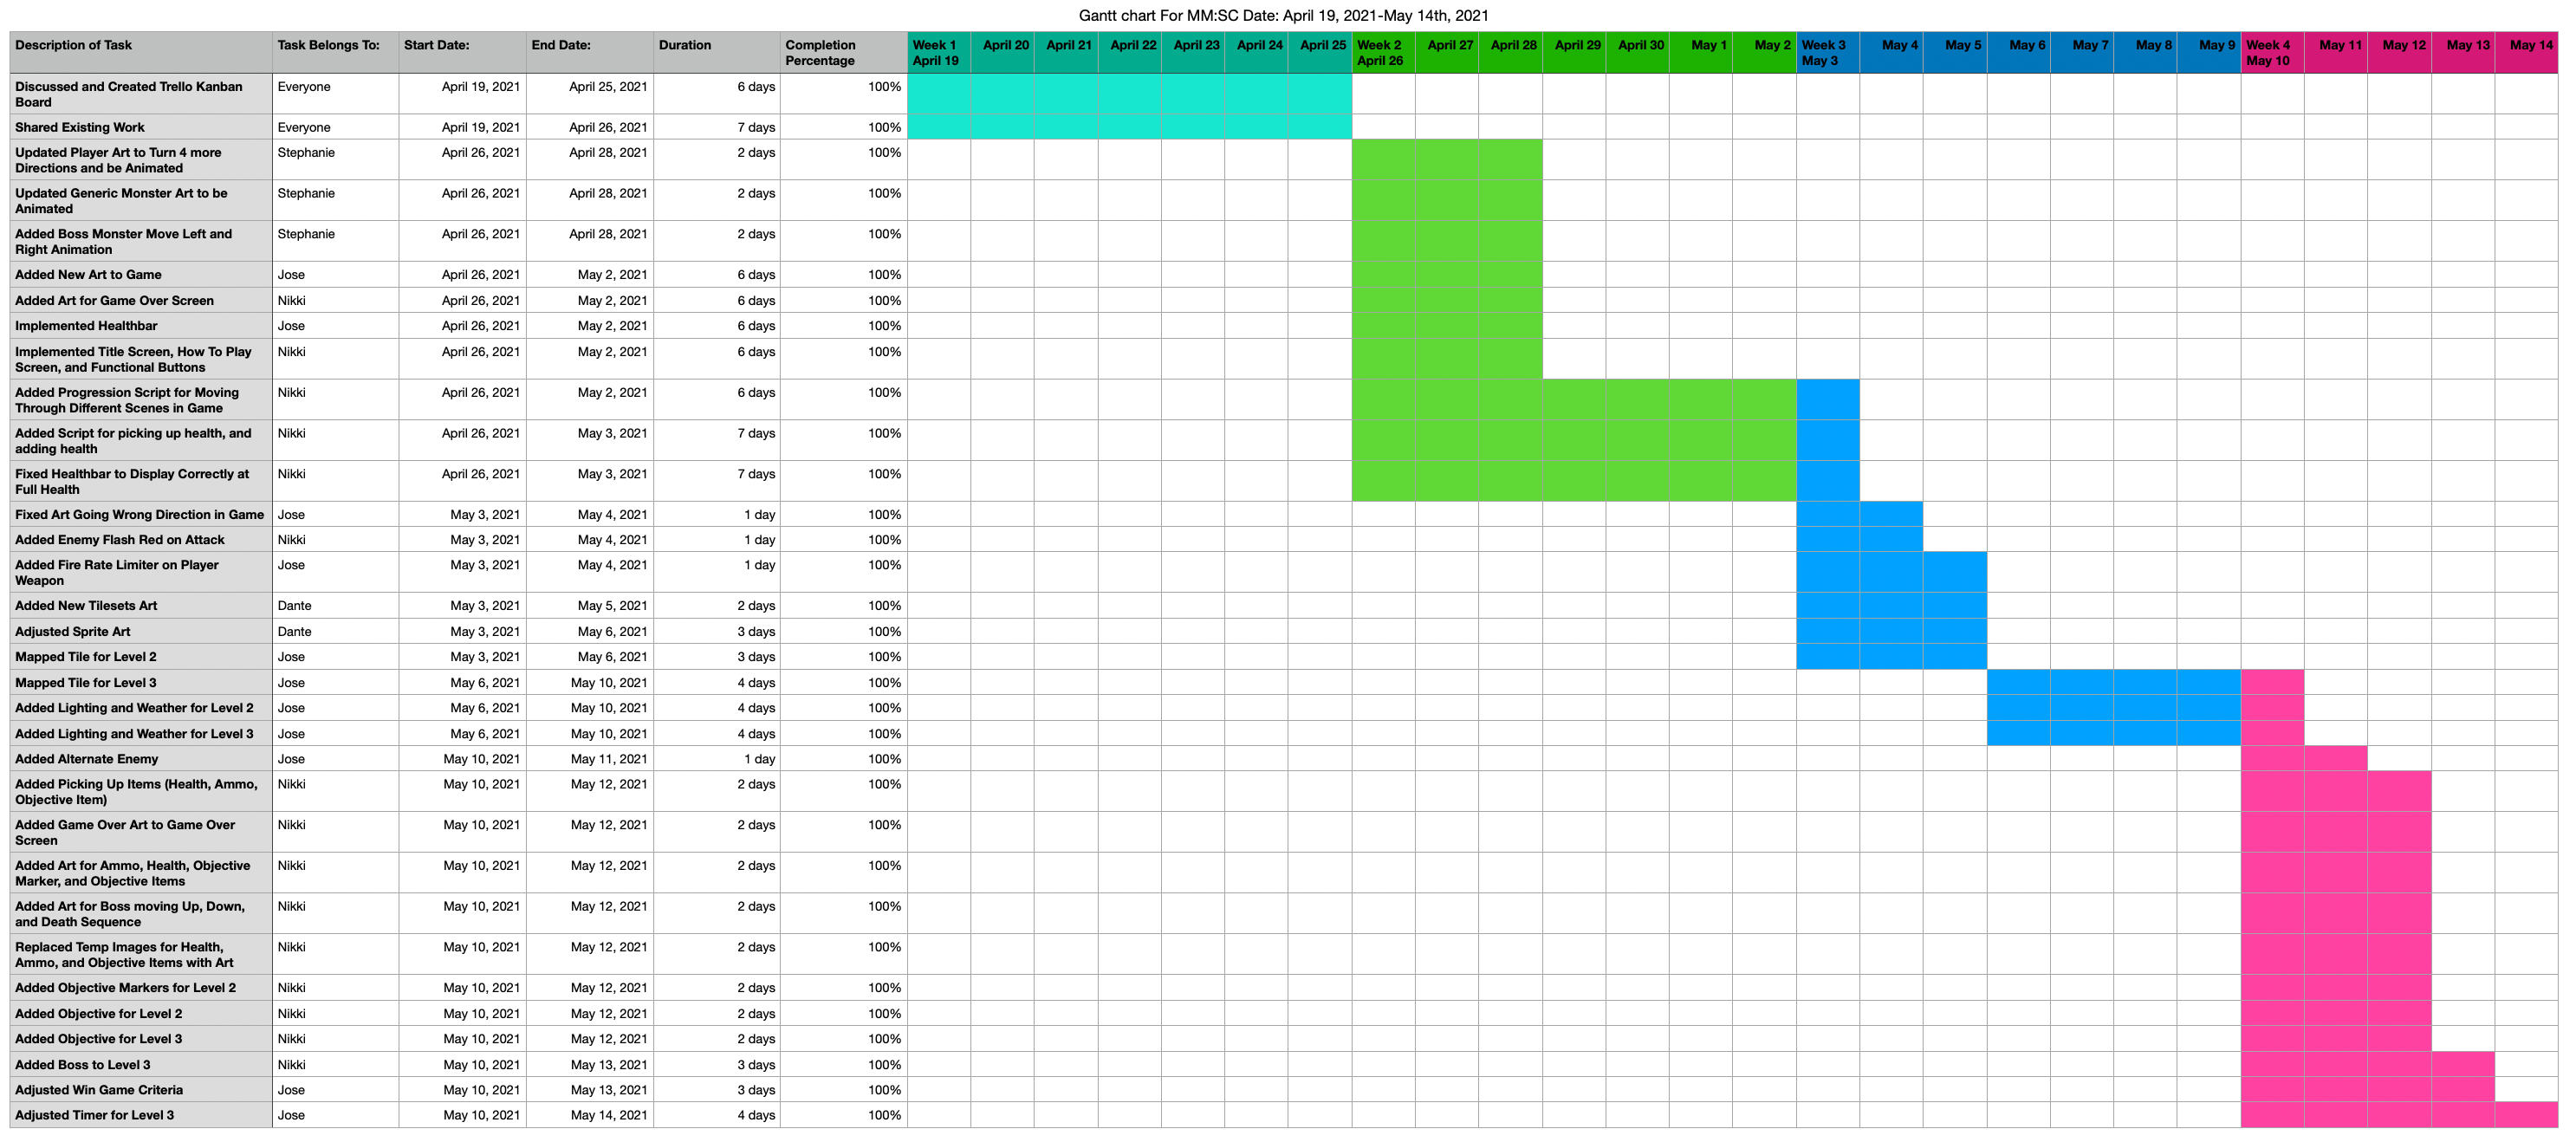 Gantt chart For MM:SC Date: April 19, 2021-May 14th, 2021
Description of Task Task Belongs To: Start Date: End Date: Duration Completion Percentage Week 1 April 19 April 20 April 21 April 22 April 23 April 24 April 25 Week 2 April 26 April 27 April 28 April 29 April 30 May 1 May 2 Week 3 May 3 May 4 May 5 May 6 May 7 May 8 May 9 Week 4 May 10 May 11 May 12 May 13 May 14
Discussed and Created Trello Kanban Board Everyone April 19, 2021 April 25, 2021 6 days 100%
Shared Existing Work Everyone April 19, 2021 April 26, 2021 7 days 100%
Updated Player Art to Turn 4 more Directions and be Animated Stephanie April 26, 2021 April 28, 2021 2 days 100%
Updated Generic Monster Art to be Animated Stephanie April 26, 2021 April 28, 2021 2 days 100%
Added Boss Monster Move Left and Right Animation Stephanie April 26, 2021 April 28, 2021 2 days 100%
Added New Art to Game Jose April 26, 2021 May 2, 2021 6 days 100%
Added Art for Game Over Screen Nikki April 26, 2021 May 2, 2021 6 days 100%
Implemented Healthbar Jose April 26, 2021 May 2, 2021 6 days 100%
Implemented Title Screen, How To Play Screen, and Functional Buttons Nikki April 26, 2021 May 2, 2021 6 days 100%
Added Progression Script for Moving Through Different Scenes in Game Nikki April 26, 2021 May 2, 2021 6 days 100%
Added Script for picking up health, and adding health Nikki April 26, 2021 May 3, 2021 7 days 100%
Fixed Healthbar to Display Correctly at Full Health Nikki April 26, 2021 May 3, 2021 7 days 100%
Fixed Art Going Wrong Direction in Game Jose May 3, 2021 May 4, 2021 1 day 100%
Added Enemy Flash Red on Attack Nikki May 3, 2021 May 4, 2021 1 day 100%
Added Fire Rate Limiter on Player Weapon Jose May 3, 2021 May 4, 2021 1 day 100%
Added New Tilesets Art Dante May 3, 2021 May 5, 2021 2 days 100%
Adjusted Sprite Art Dante May 3, 2021 May 6, 2021 3 days 100%
Mapped Tile for Level 2 Jose May 3, 2021 May 6, 2021 3 days 100%
Mapped Tile for Level 3 Jose May 6, 2021 May 10, 2021 4 days 100%
Added Lighting and Weather for Level 2 Jose May 6, 2021 May 10, 2021 4 days 100%
Added Lighting and Weather for Level 3 Jose May 6, 2021 May 10, 2021 4 days 100%
Added Alternate Enemy Jose May 10, 2021 May 11, 2021 1 day 100%
Added Picking Up Items (Health, Ammo, Objective Item) Nikki May 10, 2021 May 12, 2021 2 days 100%
Added Game Over Art to Game Over Screen Nikki May 10, 2021 May 12, 2021 2 days 100%
Added Art for Ammo, Health, Objective Marker, and Objective Items Nikki May 10, 2021 May 12, 2021 2 days 100%
Added Art for Boss moving Up, Down, and Death Sequence Nikki May 10, 2021 May 12, 2021 2 days 100%
Replaced Temp Images for Health, Ammo, and Objective Items with Art Nikki May 10, 2021 May 12, 2021 2 days 100%
Added Objective Markers for Level 2 Nikki May 10, 2021 May 12, 2021 2 days 100%
Added Objective for Level 2 Nikki May 10, 2021 May 12, 2021 2 days 100%
Added Objective for Level 3 Nikki May 10, 2021 May 12, 2021 2 days 100%
Added Boss to Level 3 Nikki May 10, 2021 May 13, 2021 3 days 100%
Adjusted Win Game Criteria Jose May 10, 2021 May 13, 2021 3 days 100%
Adjusted Timer for Level 3 Jose May 10, 2021 May 14, 2021 4 days 100%